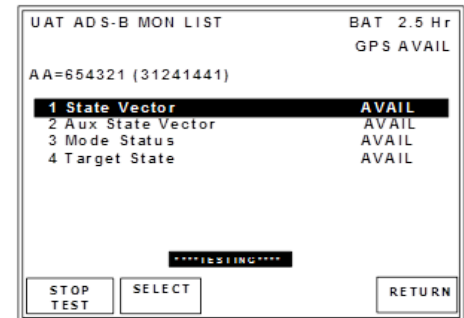 UAT ADS-B MON LIST BAT 2.5 Hr
GPS AVAIL
AA=654321 (31241441)
1 State Vector AVAIL
2 Aux State Vector AVAIL
3 Mode Status AVAIL
4 Target State AVAIL
****TESTING****
STOP TEST SELECT RETURN